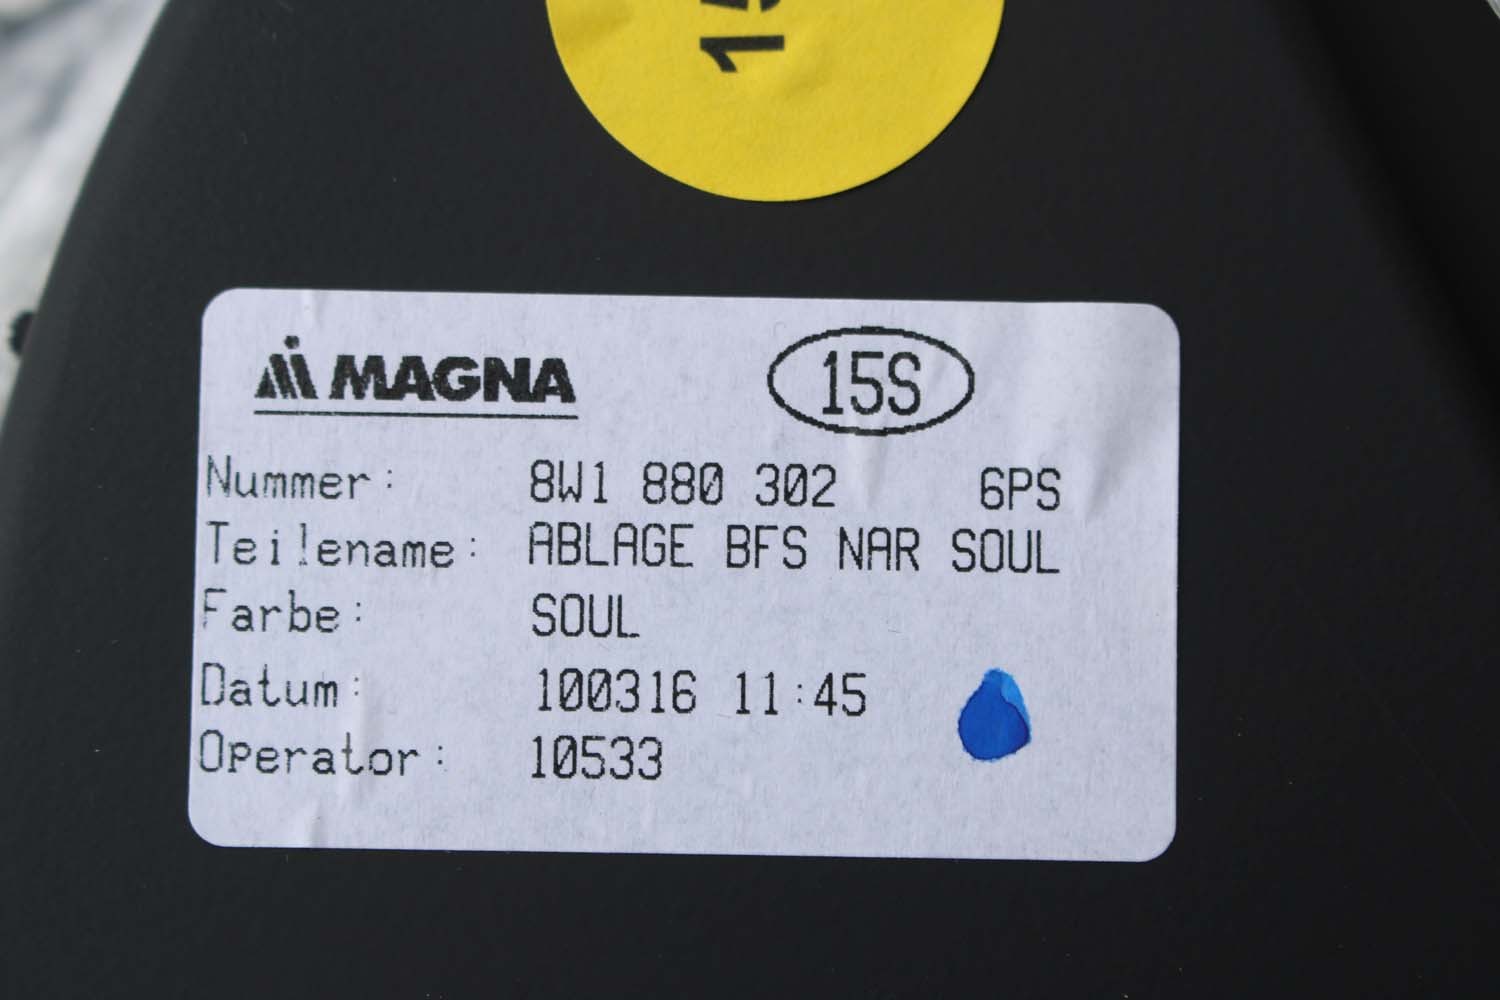 MAGNA 15S
Nummer: 8W1 880 302 6PS
Teilename: ABLAGE BFS NAR SOUL
Farbe: SOUL
Datum: 100316 11:45
Operator: 10533